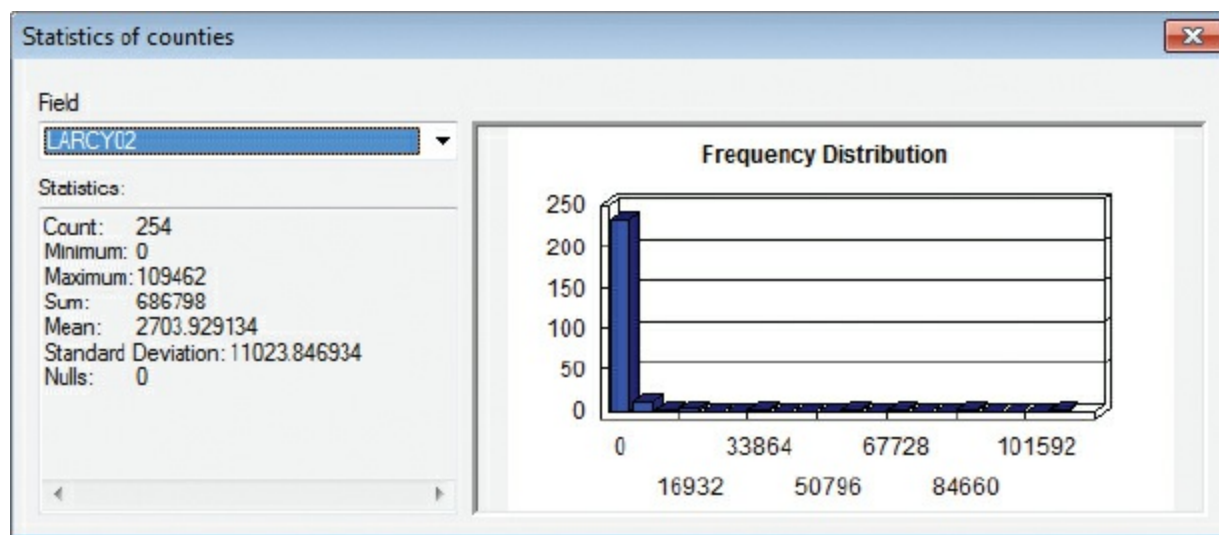 Statistics of counties
Field
LARCY02
Statistics:
Count: 254
Minimum: 0
Maximum: 109462
Sum: 686798
Mean: 2703.929134
Standard Deviation: 11023.846934
Nulls: 0
Frequency Distribution
250
200
150
100
50
0
0 33864 67728 101592
16932 50796 84660